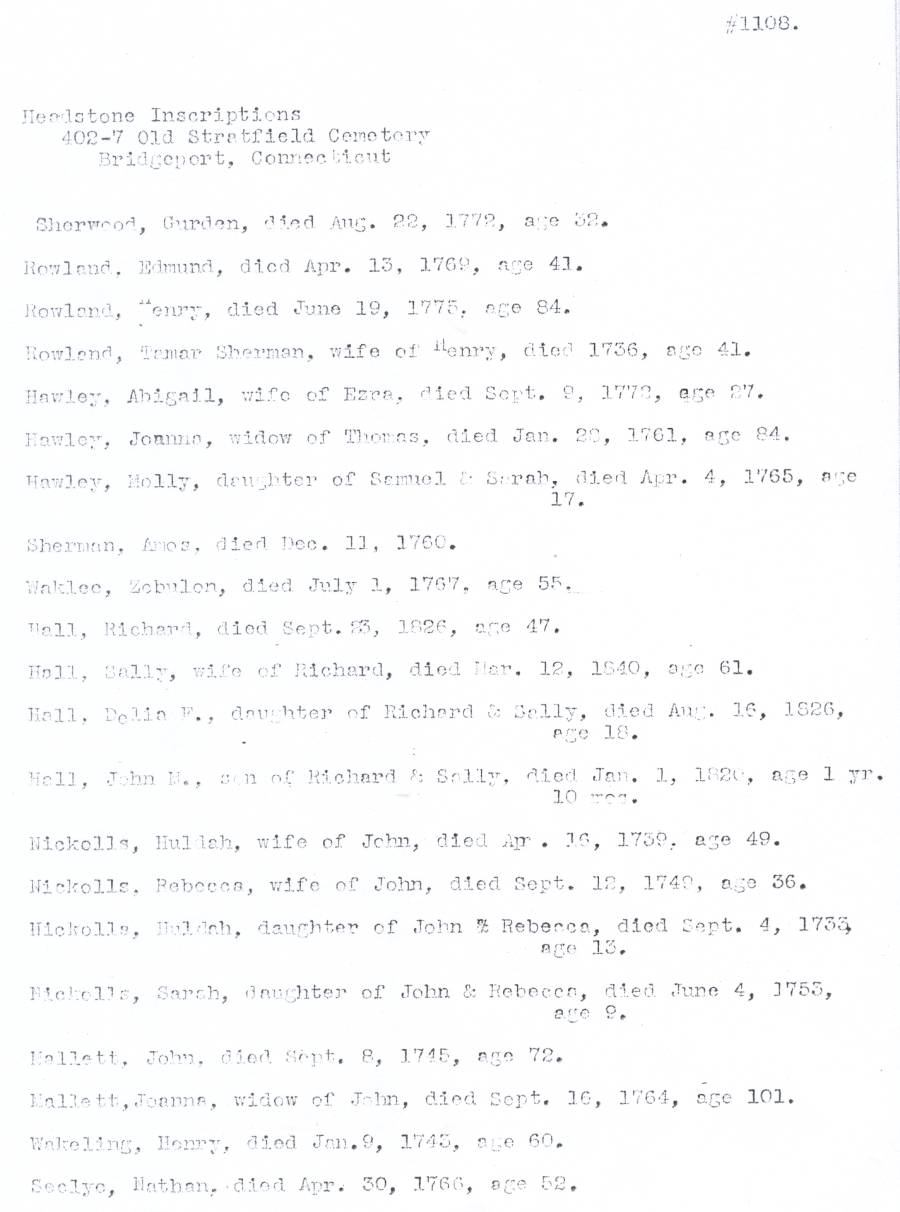 #1108.
Headstone Inscriptions
402-7 Old Stratfield Cemetery
Bridgeport, Connecticut
Sherwood, Gurden, died Aug. 22, 1772, age 32.
Rowland, Edmund, died Apr. 13, 1769, age 41.
Rowland, Henry, died June 19, 1775, age 84.
Rowland, Tamar Sherman, wife of Henry, died 1736, age 41.
Hawley, Abigail, wife of Ezra, died Sept. 9, age 27.
Hawley, Joanna, widow of Thomas, died Jan. 1761, age 84.
Hawley, Molly, daughter of Samuel & Sarah, died Apr. 4, 1765, age
17.
Sherman, Amos, died Dec. 11, 1760.
Waklee, Zebulon, died July 1, 1767, age 55.
Hall, Richard, died Sept. 1826, age 47.
Hall, Sally, wife of Richard, died Mar. 12, 1840, age 61.
Hall, Delia F., daughter of Richard & Sally, died Aug. 16, 1826,
age 18.
Hall, John M., son of Richard & Sally, died Jan. 1, age 1 yr.
10 mos.
Nickolls, Huldah, wife of John, died Apr. 16, 1739, age 49.
Nickolls, Rebecca, wife of John, died Sept. 12, 1749, age 36.
Nickolls, Huldah, daughter of John % Rebecca, died Sept. 4,
age 13.
Nickolls, Sarah, daughter of John & Rebecca, died June 4, 1753,
age 9.
Mallett, John, died Sept. 8, 1745, age 72.
Mallett, Joanna, widow of John, died Sept. 16, 1764, age 101.
Wakeling, Henry, died Jan.9, 1743, age 60.
Seelye, Nathan, died Apr. 30, 1766, age 52.